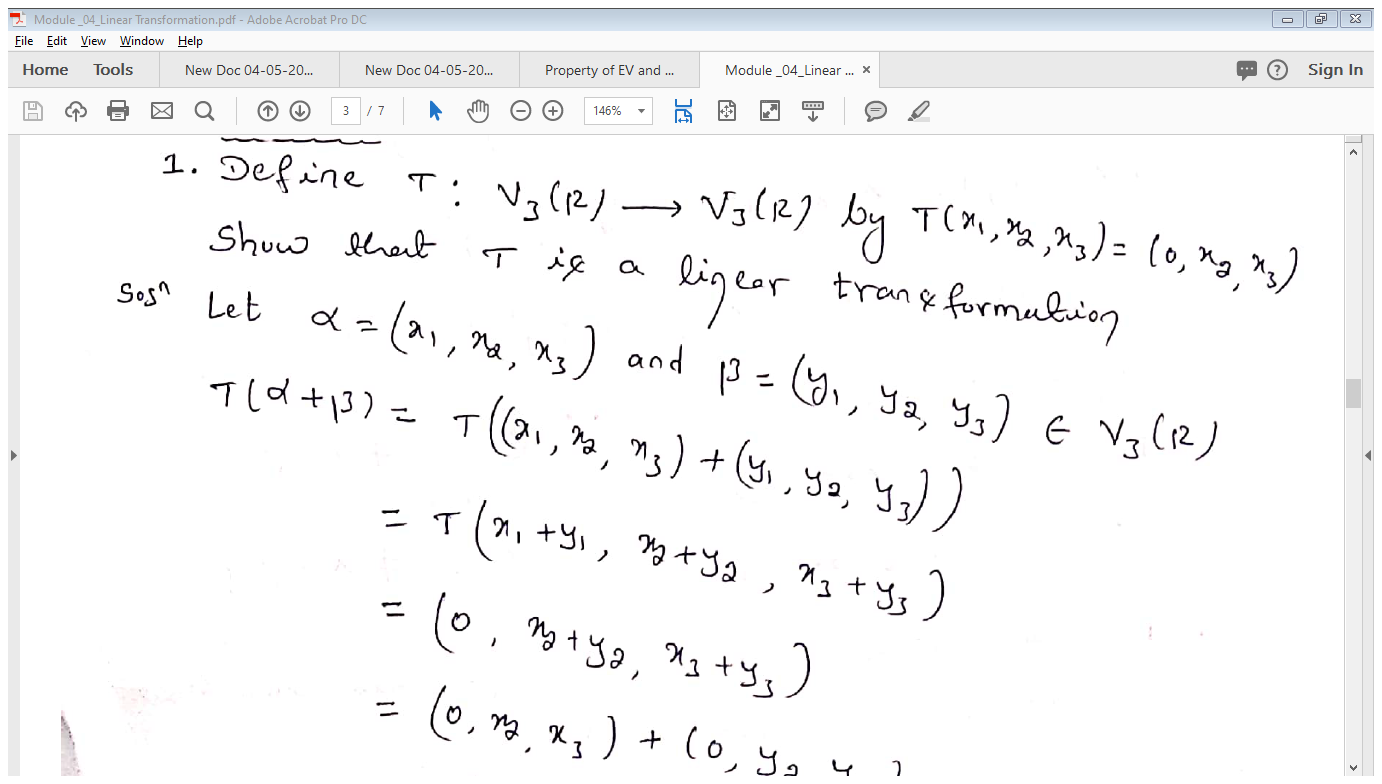 Module _04_Linear Transformation.pdf - Adobe Acrobat Pro DC
File Edit View Window Help
Home Tools New Doc 04-05-20... New Doc 04-05-20... Property of EV and ... Module _04_Linear ... × Sign In
3 / 7 146%
1. Define T : V₃(R) → V₃(R) by T(x₁, x₂, x₃) = (0, x₂, x₃)
Show that T is a linear transformation
Solⁿ Let α = (x₁, x₂, x₃) and β = (y₁, y₂, y₃) ∈ V₃(R)
T(α + β) = T((x₁, x₂, x₃) + (y₁, y₂, y₃))
= T(x₁ + y₁, x₂ + y₂, x₃ + y₃)
= (0, x₂ + y₂, x₃ + y₃)
= (0, x₂, x₃) + (0, y₂